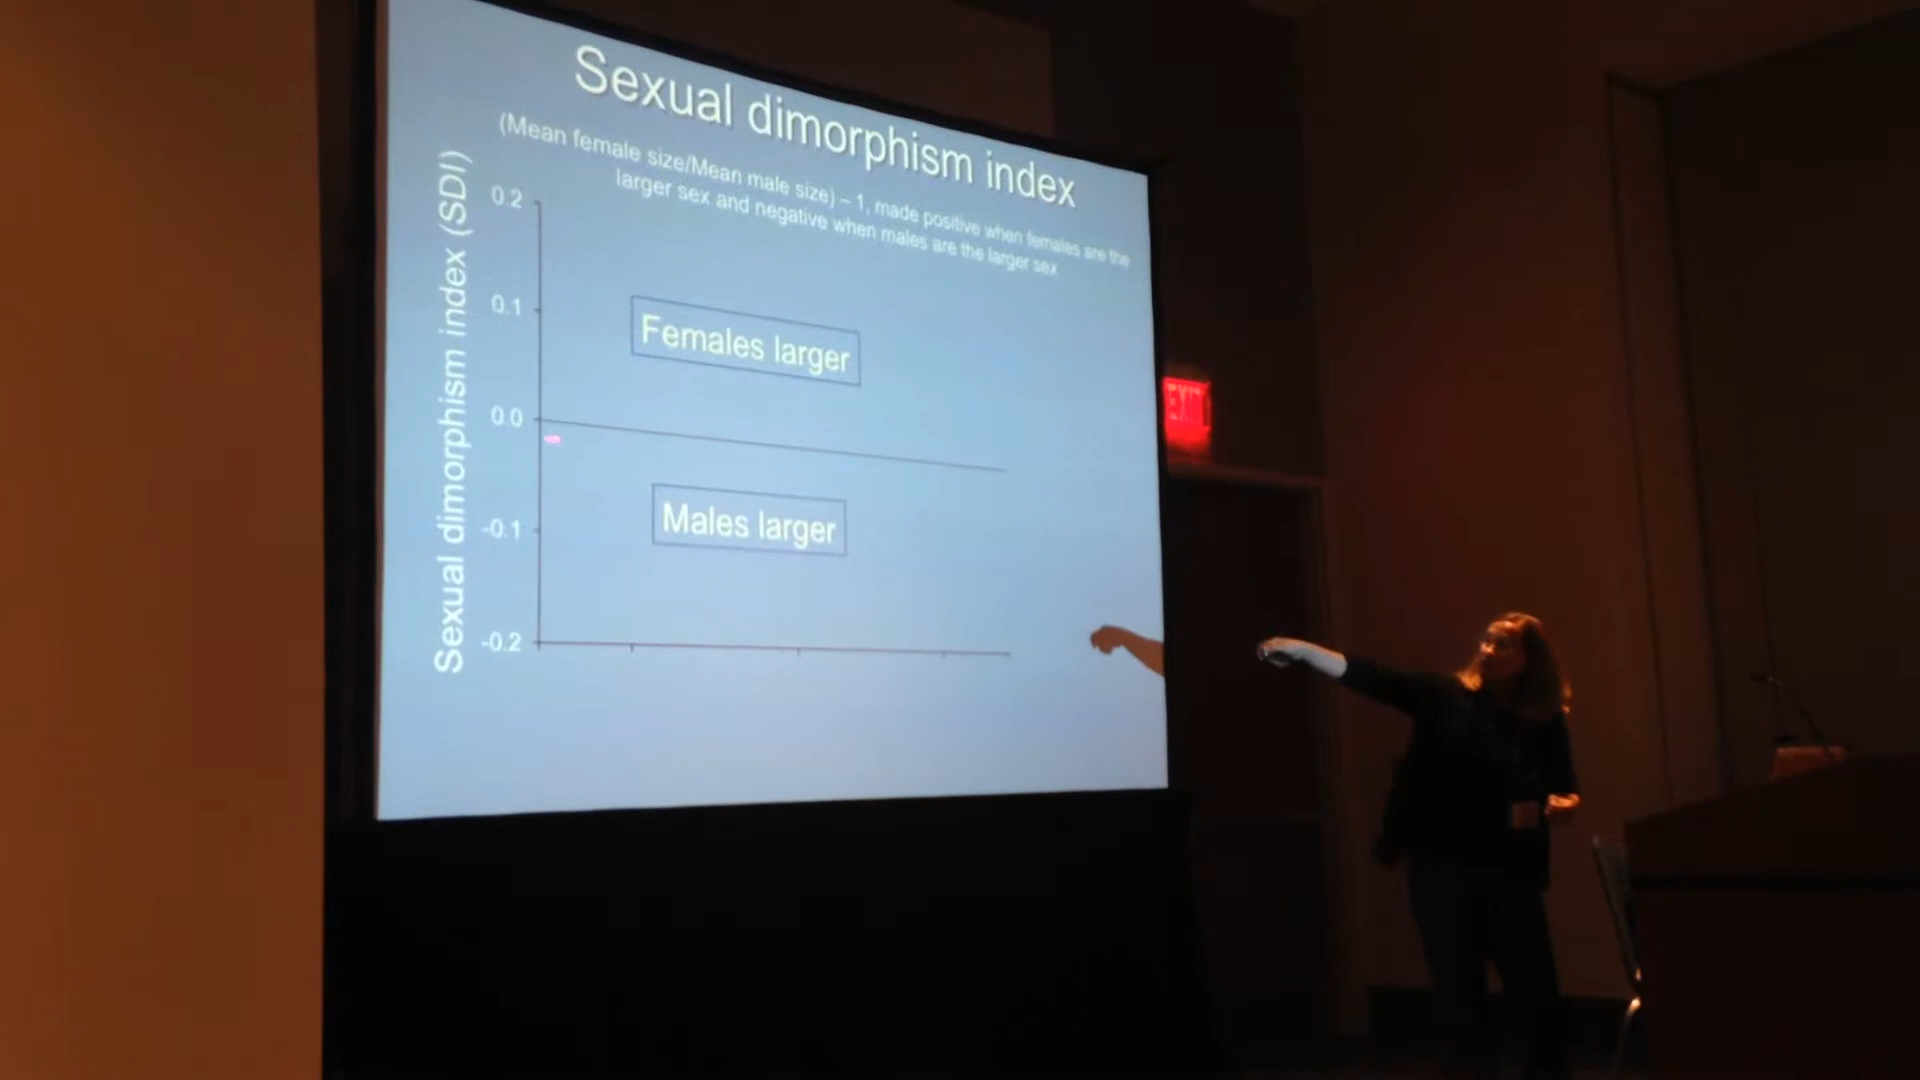 Sexual dimorphism index
(Mean female size/Mean male size) – 1, made positive when females are the
larger sex and negative when males are the larger sex
Sexual dimorphism index (SDI)
0.2
0.1
0.0
-0.1
-0.2
Females larger
Males larger
EXIT